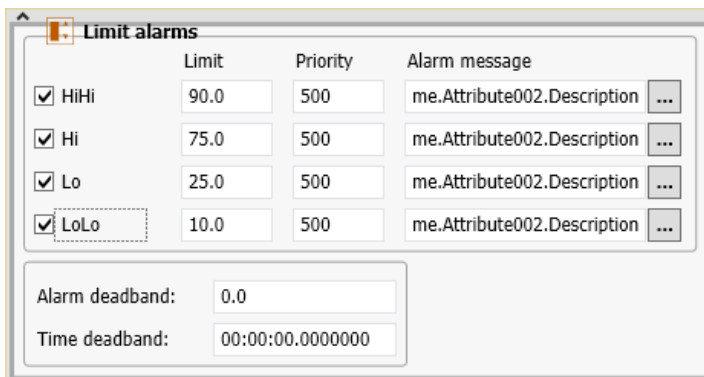 Limit alarms
Limit Priority Alarm message
HiHi 90.0 500 me.Attribute002.Description ...
Hi 75.0 500 me.Attribute002.Description ...
Lo 25.0 500 me.Attribute002.Description ...
LoLo 10.0 500 me.Attribute002.Description ...
Alarm deadband: 0.0
Time deadband: 00:00:00.0000000